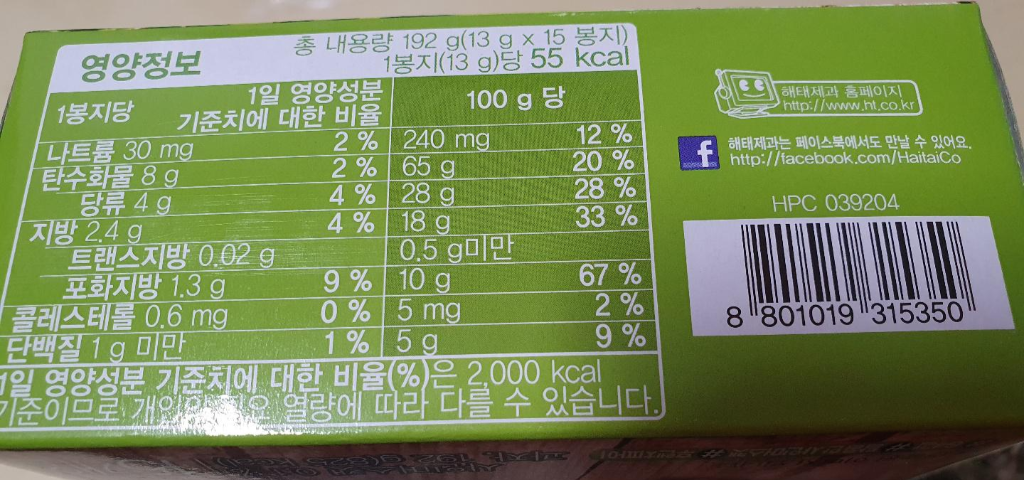 영양정보
총 내용량 192 g(13 g x 15 봉지)
1봉지(13 g)당 55 kcal
1봉지당
1일 영양성분
기준치에 대한 비율
100 g 당
나트륨 30 mg 2 % 240 mg 12 %
탄수화물 8 g 2 % 65 g 20 %
당류 4 g 4 % 28 g 28 %
지방 2.4 g 4 % 18 g 33 %
트랜스지방 0.02 g 0.5 g미만
포화지방 1.3 g 9 % 10 g 67 %
콜레스테롤 0.6 mg 0 % 5 mg 2 %
단백질 1 g 미만 1 % 5 g 9 %
1일 영양성분 기준치에 대한 비율(%)은 2,000 kcal
기준이므로 열량에 따라 다를 수 있습니다.
해태제과 홈페이지
http://www.ht.co.kr
f
해태제과는 페이스북에서도 만날 수 있어요.
http://facebook.com/HaitaiCo
HPC 039204
8 801019 315350